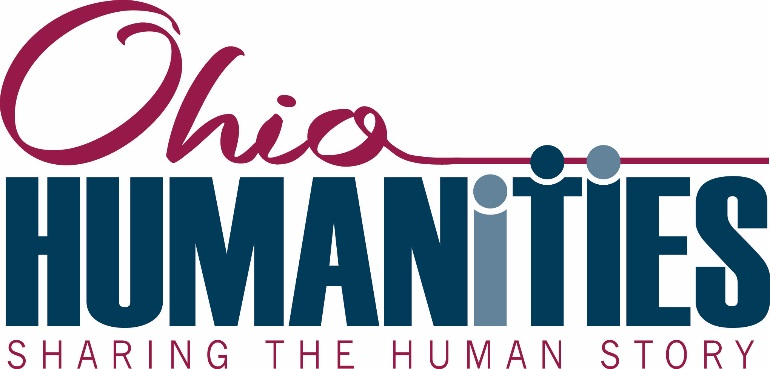 Ohio
HUMANiTiES
SHARING THE HUMAN STORY